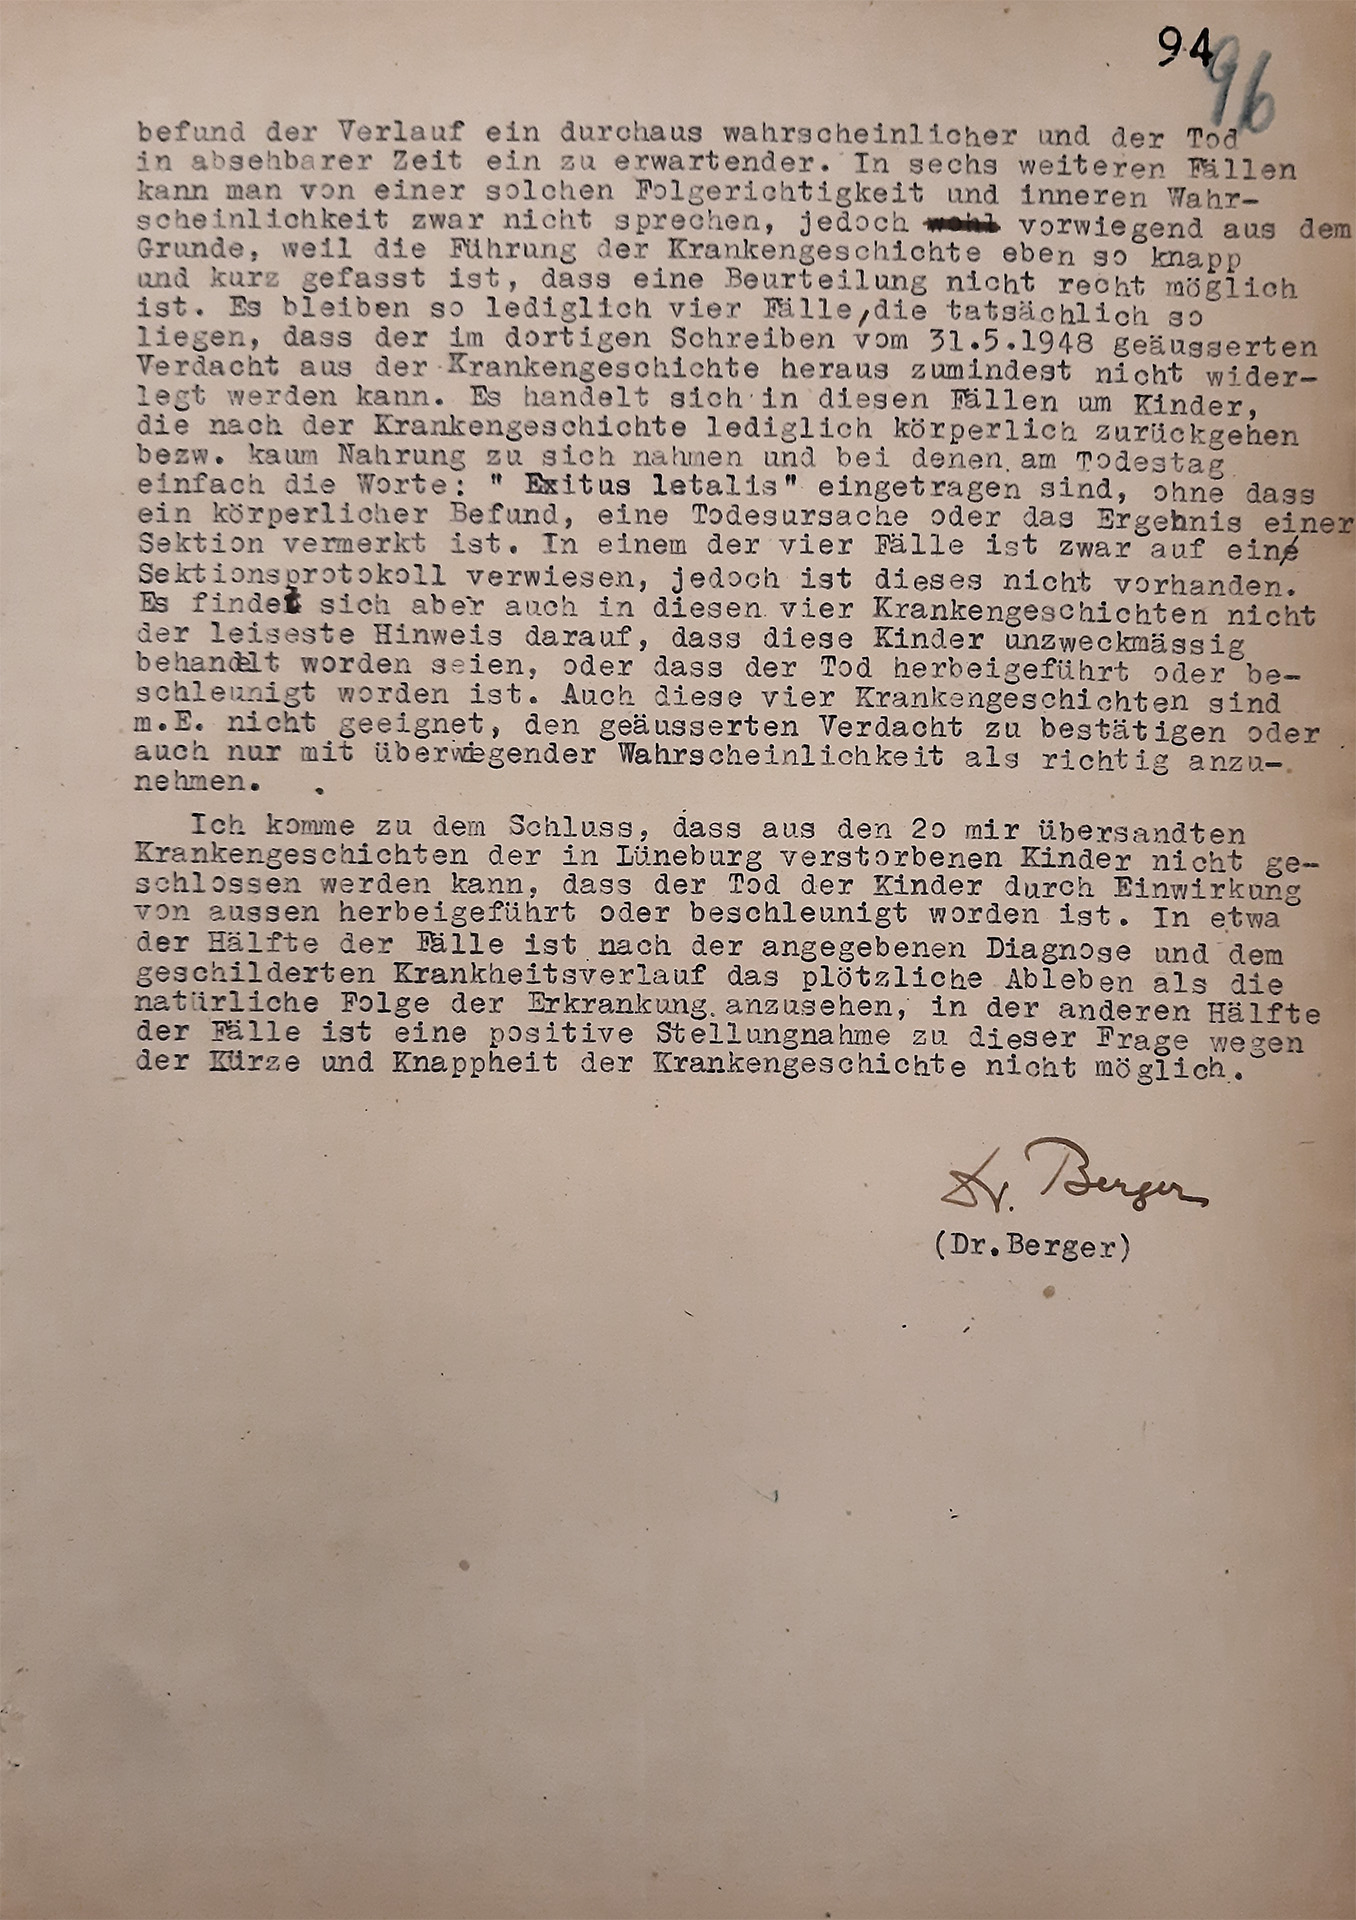 94
96
befund der Verlauf ein durchaus wahrscheinlicher und der Tod
in absehbarer Zeit ein zu erwartender. In sechs weiteren Fällen
kann man von einer solchen Folgerichtigkeit und inneren Wahr-
scheinlichkeit zwar nicht sprechen, jedoch wohl vorwiegend aus dem
Grunde, weil die Führung der Krankengeschichte eben so knapp
und kurz gefasst ist, dass eine Beurteilung nicht recht möglich
ist. Es bleiben so lediglich vier Fälle, die tatsächlich so
liegen, dass der im dortigen Schreiben vom 31.5.1948 geäusserten
Verdacht aus der Krankengeschichte heraus zumindest nicht wider-
legt werden kann. Es handelt sich in diesen Fällen um Kinder,
die nach der Krankengeschichte lediglich körperlich zurückgehen
bezw. kaum Nahrung zu sich nahmen und bei denen am Todestag
einfach die Worte: " Exitus letalis" eingetragen sind, ohne dass
ein körperlicher Befund, eine Todesursache oder das Ergebnis einer
Sektion vermerkt ist. In einem der vier Fälle ist zwar auf ein
Sektionsprotokoll verwiesen, jedoch ist dieses nicht vorhanden.
Es findet sich aber auch in diesen vier Krankengeschichten nicht
der leiseste Hinweis darauf, dass diese Kinder unzweckmässig
behandelt worden seien, oder dass der Tod herbeigeführt oder be-
schleunigt worden ist. Auch diese vier Krankengeschichten sind
m.E. nicht geeignet, den geäusserten Verdacht zu bestätigen oder
auch nur mit überwiegender Wahrscheinlichkeit als richtig anzu-
nehmen.
Ich komme zu dem Schluss, dass aus den 2o mir übersandten
Krankengeschichten der in Lüneburg verstorbenen Kinder nicht ge-
schlossen werden kann, dass der Tod der Kinder durch Einwirkung
von aussen herbeigeführt oder beschleunigt worden ist. In etwa
der Hälfte der Fälle ist nach der angegebenen Diagnose und dem
geschilderten Krankheitsverlauf das plötzliche Ableben als die
natürliche Folge der Erkrankung anzusehen, in der anderen Hälfte
der Fälle ist eine positive Stellungnahme zu dieser Frage wegen
der Kürze und Knappheit der Krankengeschichte nicht möglich.
Dr. Berger
(Dr. Berger)